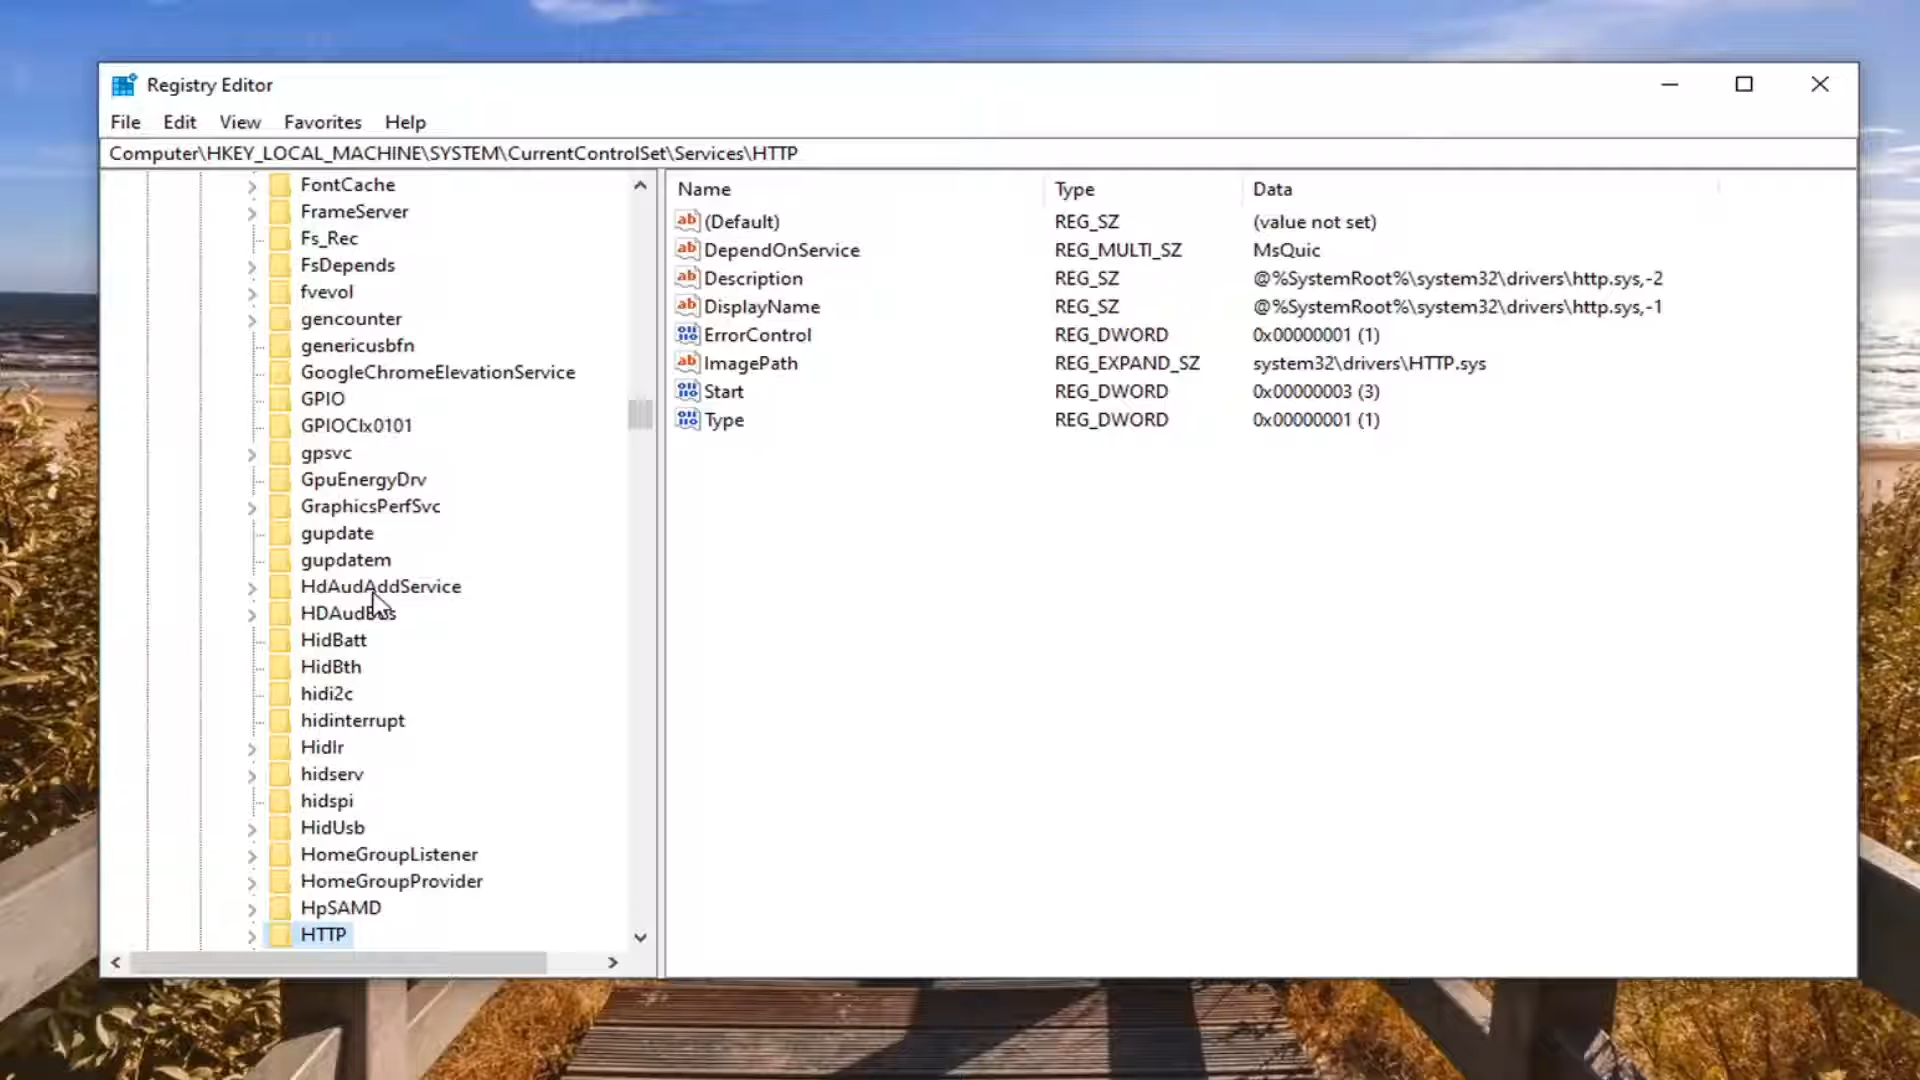 Registry Editor
File Edit View Favorites Help
Computer\HKEY_LOCAL_MACHINE\SYSTEM\CurrentControlSet\Services\HTTP
FontCache
FrameServer
Fs_Rec
FsDepends
fvevol
gencounter
genericusbfn
GoogleChromeElevationService
GPIO
GPIOClx0101
gpsvc
GpuEnergyDrv
GraphicsPerfSvc
gupdate
gupdatem
HdAudAddService
HDAudBus
HidBatt
HidBth
hidi2c
hidinterrupt
HidIr
hidserv
hidspi
HidUsb
HomeGroupListener
HomeGroupProvider
HpSAMD
HTTP
Name Type Data
(Default) REG_SZ (value not set)
DependOnService REG_MULTI_SZ MsQuic
Description REG_SZ @%SystemRoot%\system32\drivers\http.sys,-2
DisplayName REG_SZ @%SystemRoot%\system32\drivers\http.sys,-1
ErrorControl REG_DWORD 0x00000001 (1)
ImagePath REG_EXPAND_SZ system32\drivers\HTTP.sys
Start REG_DWORD 0x00000003 (3)
Type REG_DWORD 0x00000001 (1)